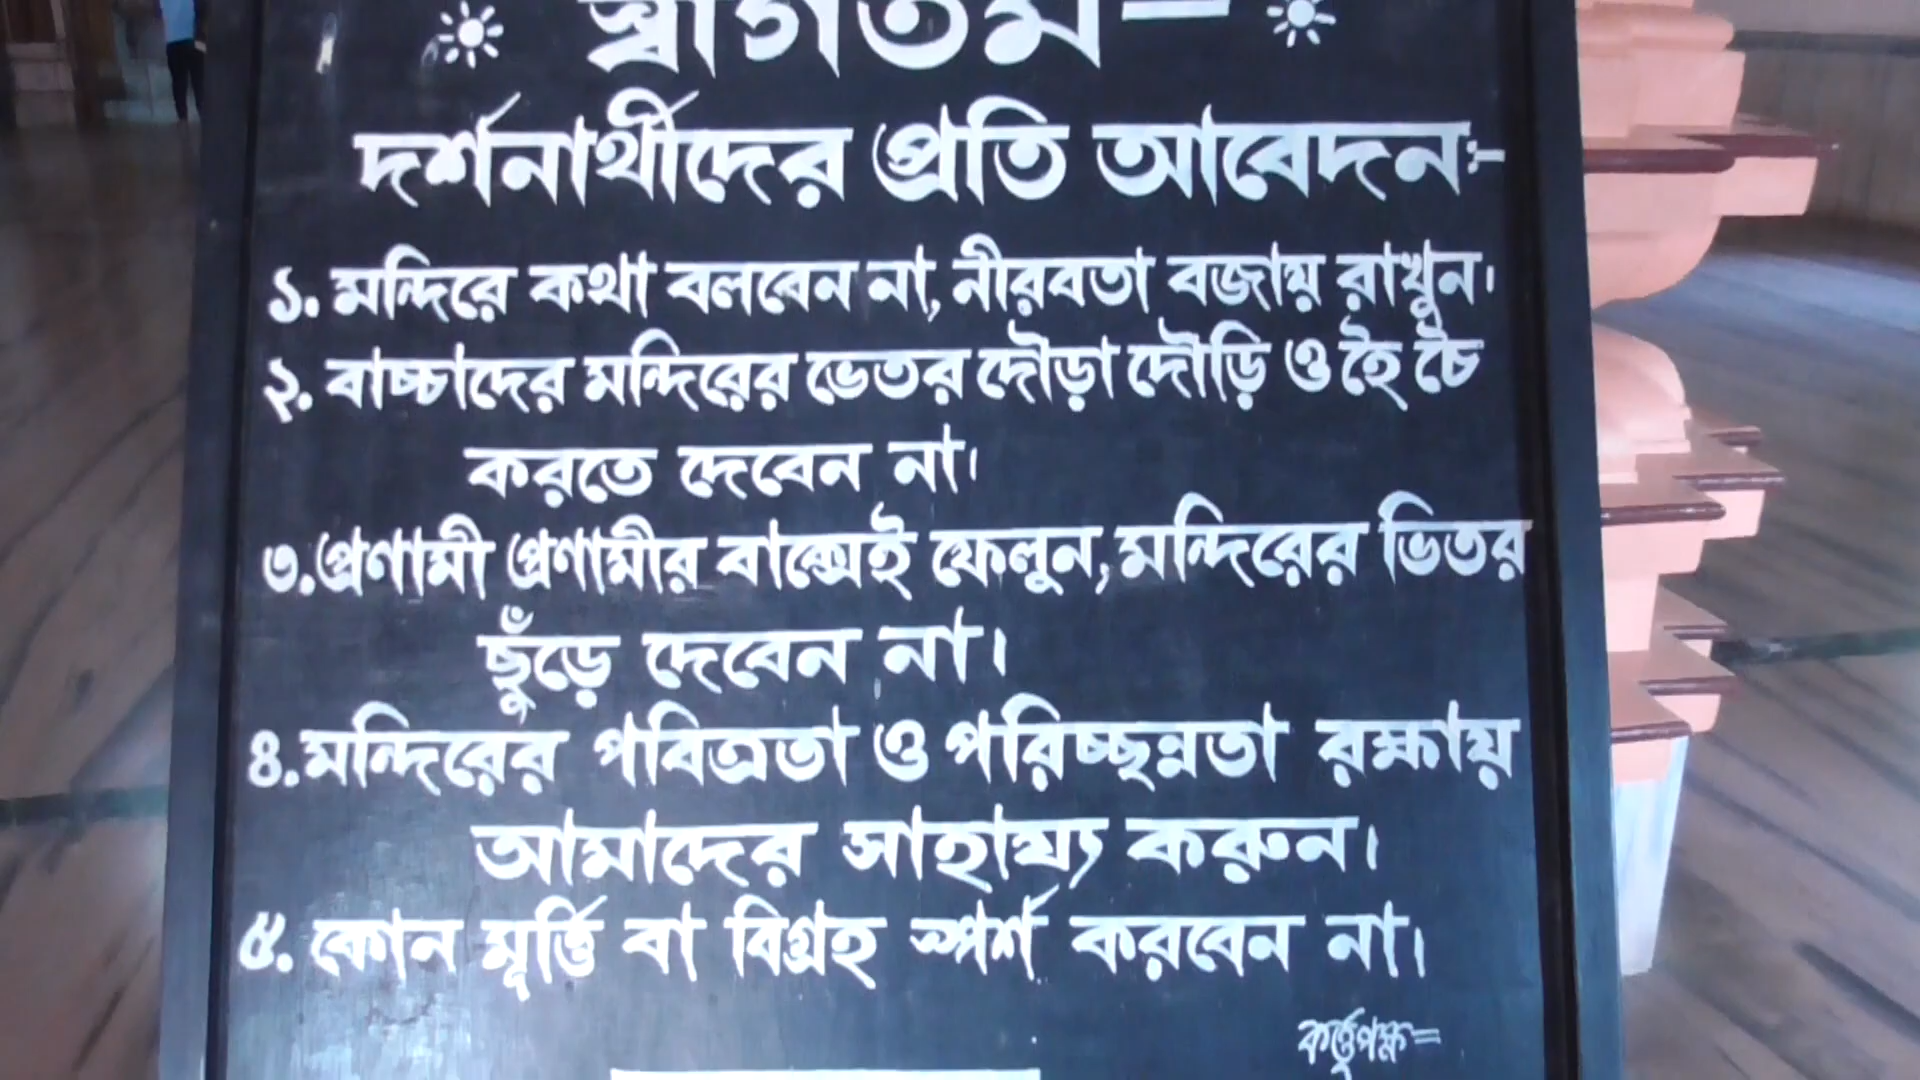 স্বাগতম=
দর্শনার্থীদের প্রতি আবেদন:-
১. মন্দিরে কথা বলবেন না, নীরবতা বজায় রাখুন।
২. বাচ্চাদের মন্দিরের ভেতর দৌড়া দৌড়ি ও হৈ চৈ
করতে দেবেন না।
৩. প্রণামী প্রণামীর বাক্সেই ফেলুন, মন্দিরের ভিতর
ছুঁড়ে দেবেন না।
৪. মন্দিরের পবিত্রতা ও পরিচ্ছন্নতা রক্ষায়
আমাদের সাহায্য করুন।
৫. কোন মূর্ত্তি বা বিগ্রহ স্পর্শ করবেন না।
কর্ত্তৃপক্ষ=